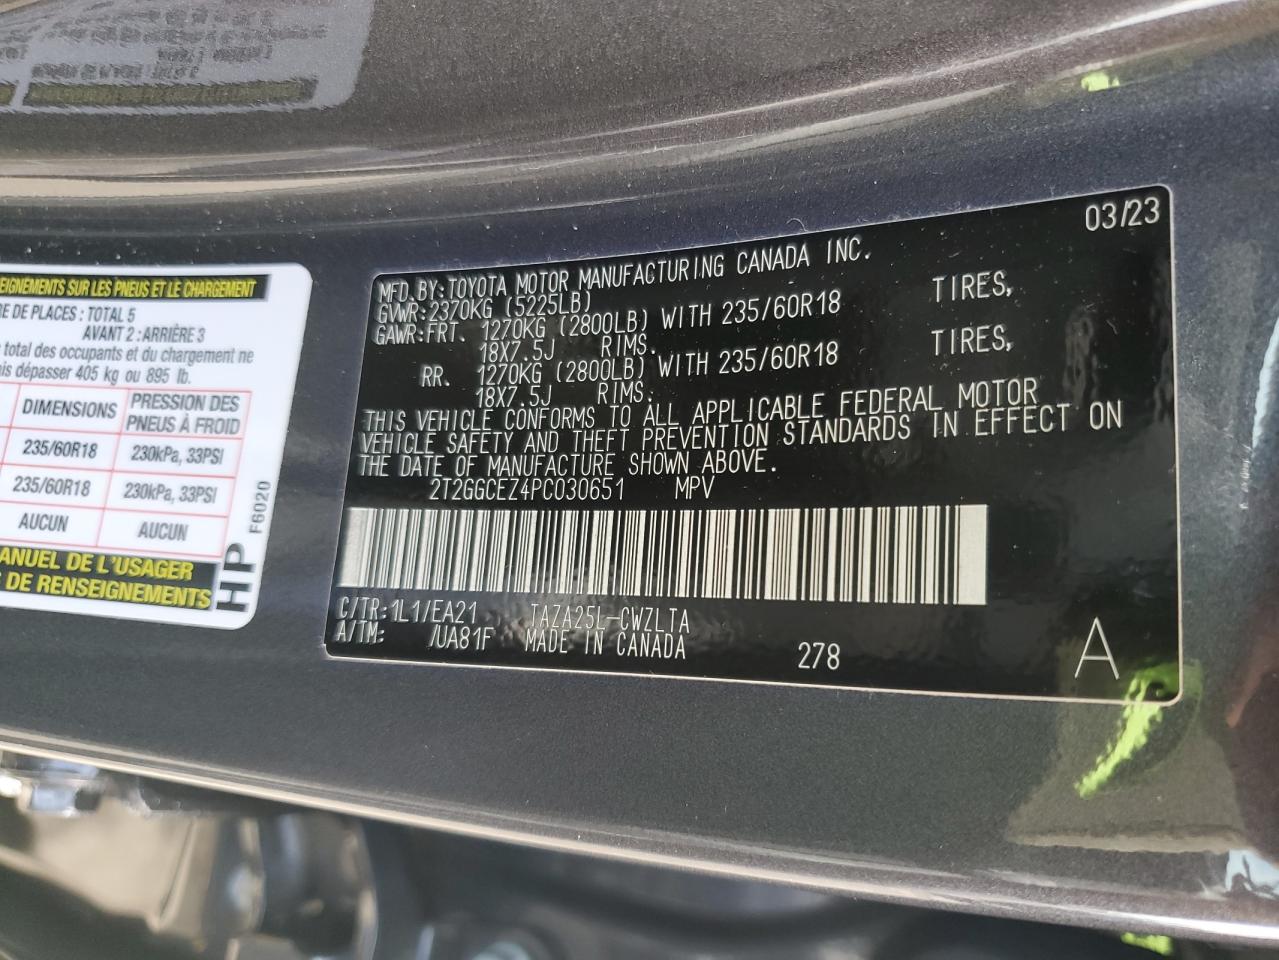 EIGNEMENTS SUR LES PNEUS ET LE CHARGEMENT
RE DE PLACES : TOTAL 5
AVANT 2 : ARRIÈRE 3
total des occupants et du chargement ne
ais dépasser 405 kg ou 895 lb.
DIMENSIONS PRESSION DES PNEUS À FROID
235/60R18 230kPa, 33PSI
235/60R18 230kPa, 33PSI
AUCUN AUCUN
MANUEL DE L'USAGER
DE RENSEIGNEMENTS
HP
F6020
03/23
MFD.BY:TOYOTA MOTOR MANUFACTURING CANADA INC.
GVWR:2370KG (5225LB)
GAWR:FRT. 1270KG (2800LB) WITH 235/60R18 TIRES,
18X7.5J RIMS.
RR. 1270KG (2800LB) WITH 235/60R18 TIRES,
18X7.5J RIMS.
THIS VEHICLE CONFORMS TO ALL APPLICABLE FEDERAL MOTOR
VEHICLE SAFETY AND THEFT PREVENTION STANDARDS IN EFFECT ON
THE DATE OF MANUFACTURE SHOWN ABOVE.
2T2GGCEZ4PC030651 MPV
C/TR:1L1/EA21 TAZA25L-CWZLTA
A/TM: /UA81F MADE IN CANADA 278 A